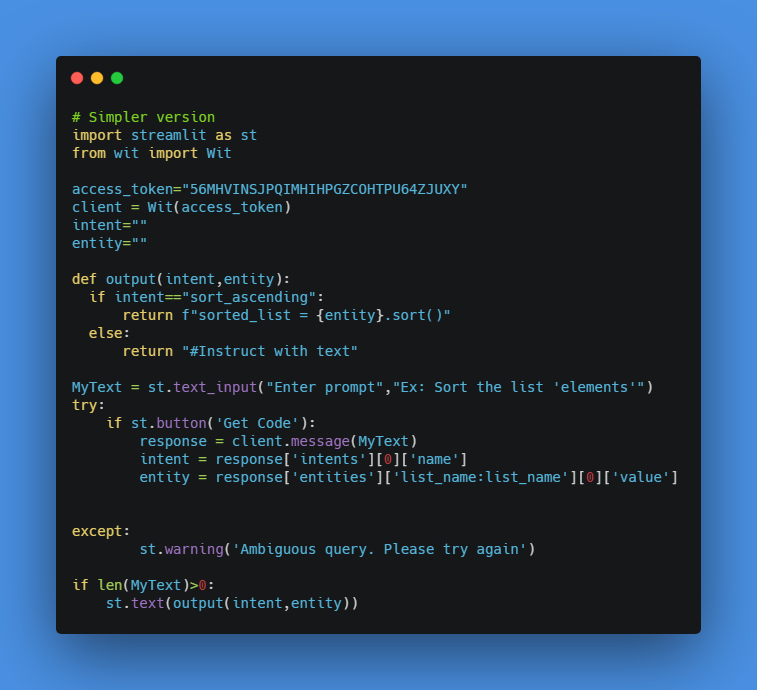 # Simpler version
import streamlit as st
from wit import Wit

access_token="56MHVINSJPQIMHIHPGZCOHTPU64ZJUXY"
client = Wit(access_token)
intent=""
entity=""

def output(intent,entity):
  if intent=="sort_ascending":
      return f"sorted_list = {entity}.sort()"
  else:
      return "#Instruct with text"

MyText = st.text_input("Enter prompt","Ex: Sort the list 'elements'")
try:
    if st.button('Get Code'):
        response = client.message(MyText)
        intent = response['intents'][0]['name']
        entity = response['entities']['list_name:list_name'][0]['value']


except:
        st.warning('Ambiguous query. Please try again')

if len(MyText)>0:
    st.text(output(intent,entity))